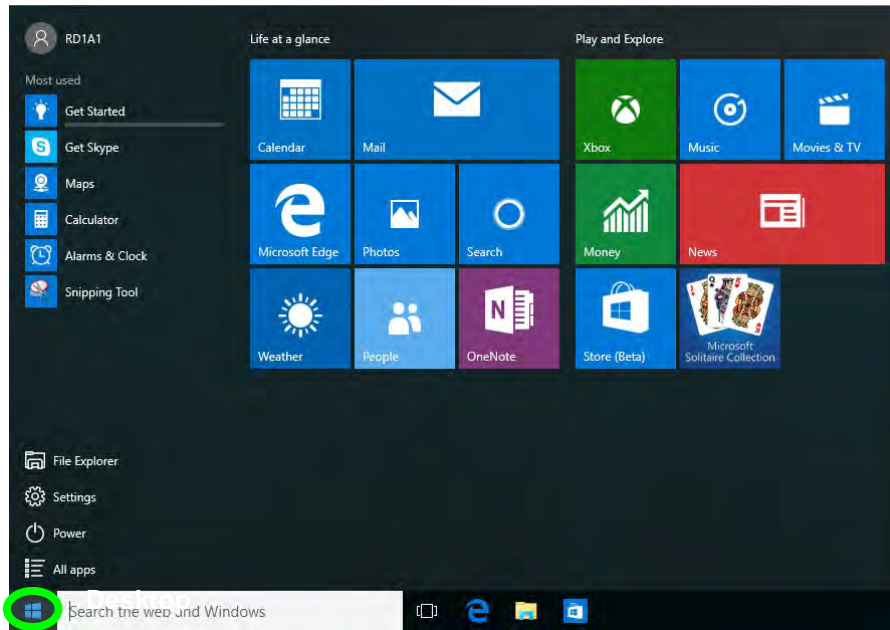 RD1A1
Most used
Get Started
Get Skype
Maps
Calculator
Alarms & Clock
Snipping Tool
File Explorer
Settings
Power
All apps
Life at a glance
Calendar
Mail
Microsoft Edge
Photos
Search
Weather
People
N
OneNote
Play and Explore
Xbox
Music
Movies & TV
Money
News
Store (Beta)
Microsoft
Solitaire Collection
Desktop
Search the web and Windows